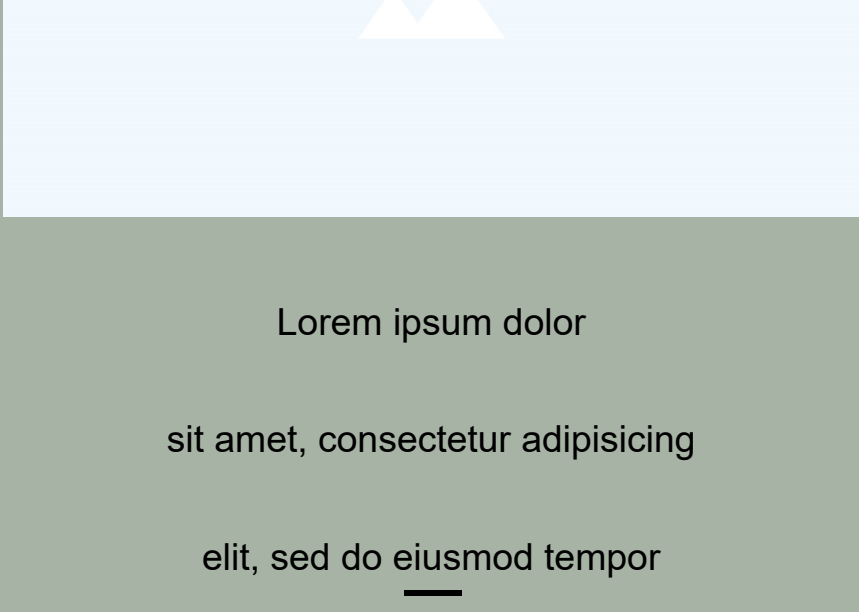 Lorem ipsum dolor
sit amet, consectetur adipisicing
elit, sed do eiusmod tempor